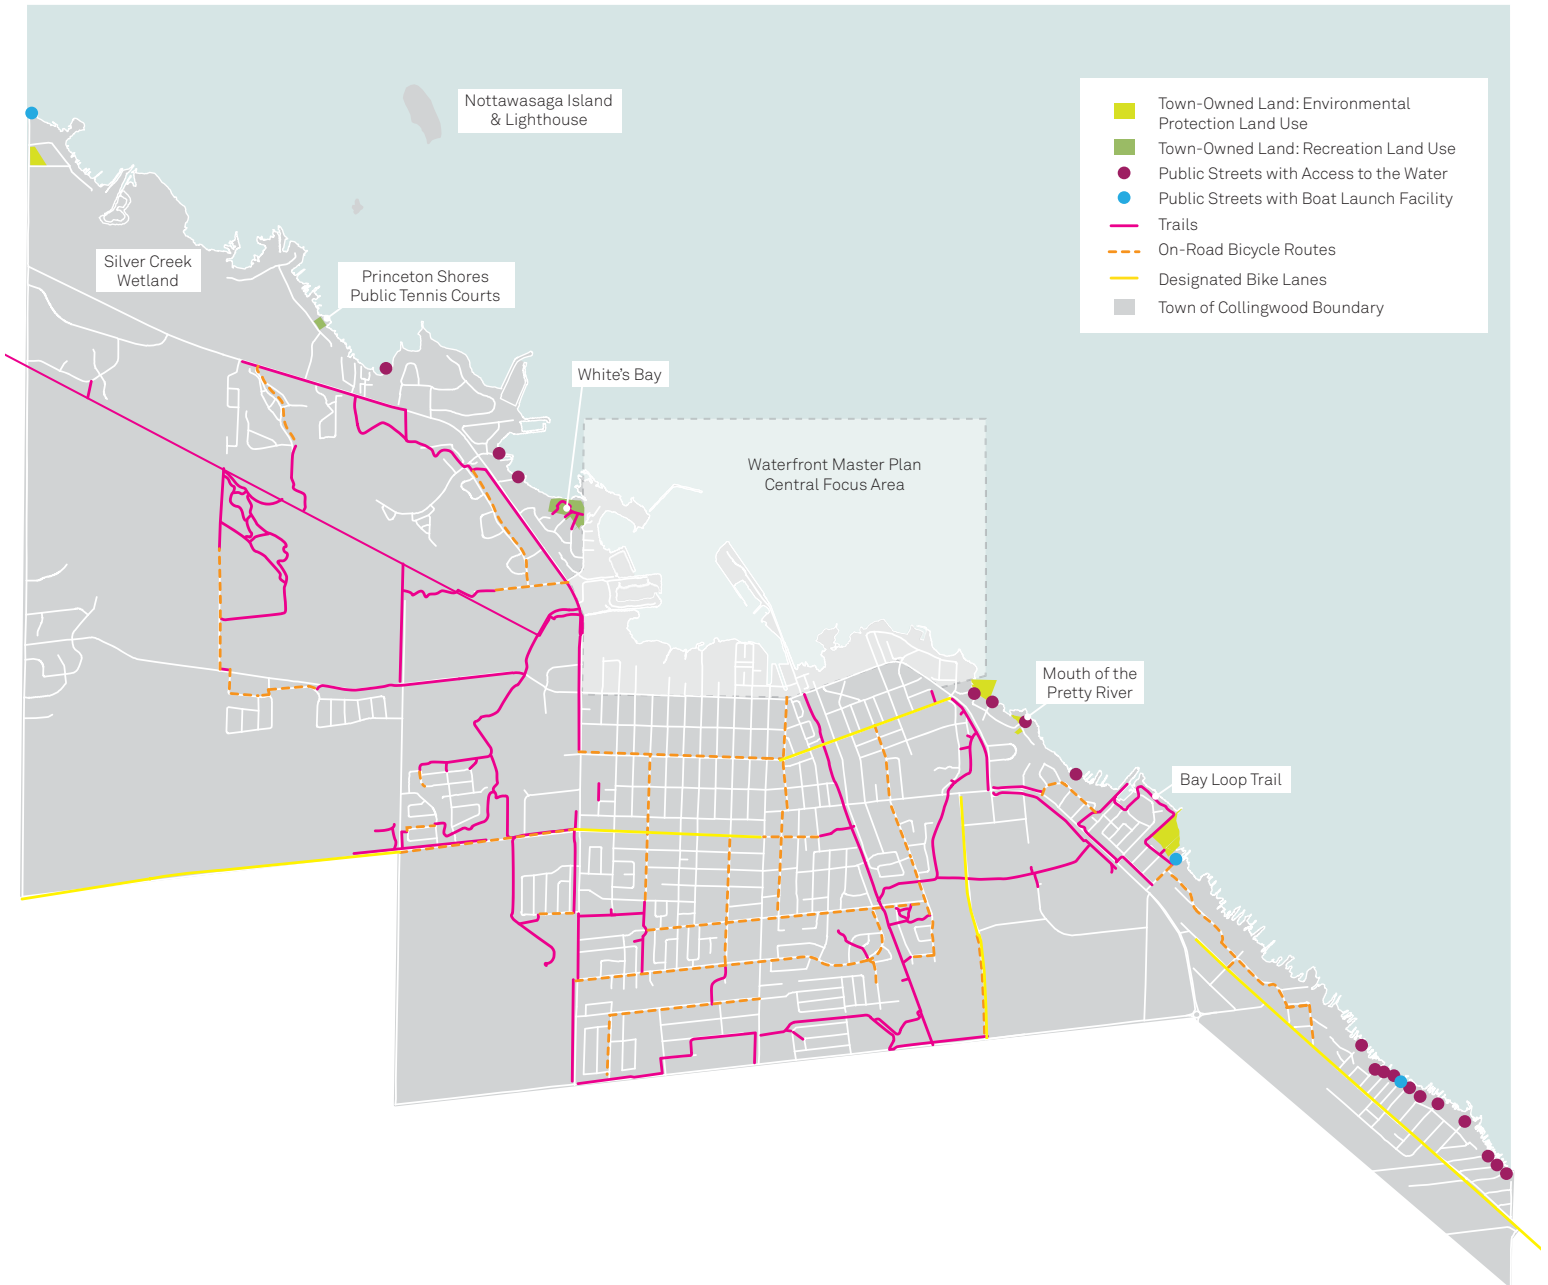 Nottawasaga Island
& Lighthouse
Town-Owned Land: Environmental
Protection Land Use
Town-Owned Land: Recreation Land Use
Public Streets with Access to the Water
Public Streets with Boat Launch Facility
Trails
On-Road Bicycle Routes
Designated Bike Lanes
Town of Collingwood Boundary
Silver Creek
Wetland
Princeton Shores
Public Tennis Courts
White's Bay
Waterfront Master Plan
Central Focus Area
Mouth of the
Pretty River
Bay Loop Trail